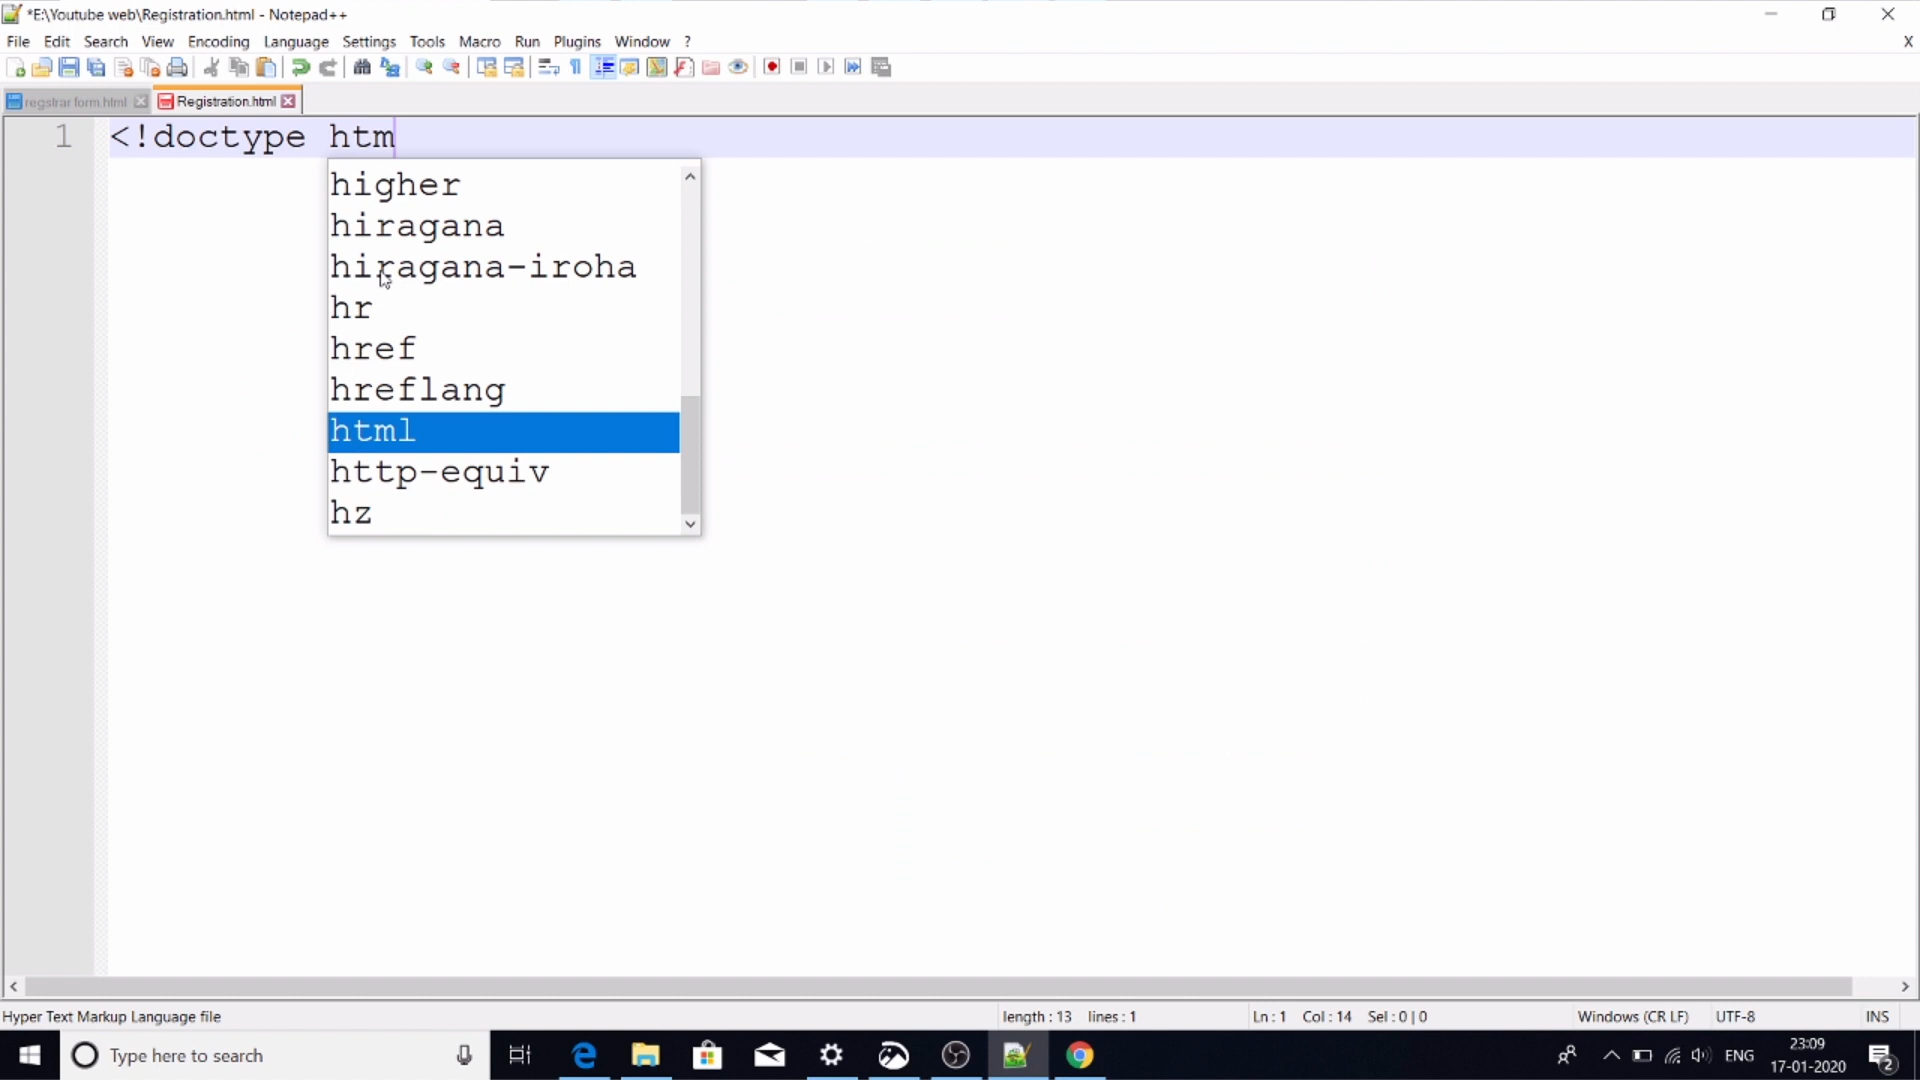 *E:\Youtube web\Registration.html - Notepad++
File Edit Search View Encoding Language Settings Tools Macro Run Plugins Window ?
X
regstrar form.html Registration.html
1 <!doctype htm
higher
hiragana
hiragana-iroha
hr
href
hreflang
html
http-equiv
hz
Hyper Text Markup Language file length : 13 lines : 1 Ln : 1 Col : 14 Sel : 0 | 0 Windows (CR LF) UTF-8 INS
Type here to search ENG 23:09
17-01-2020 2